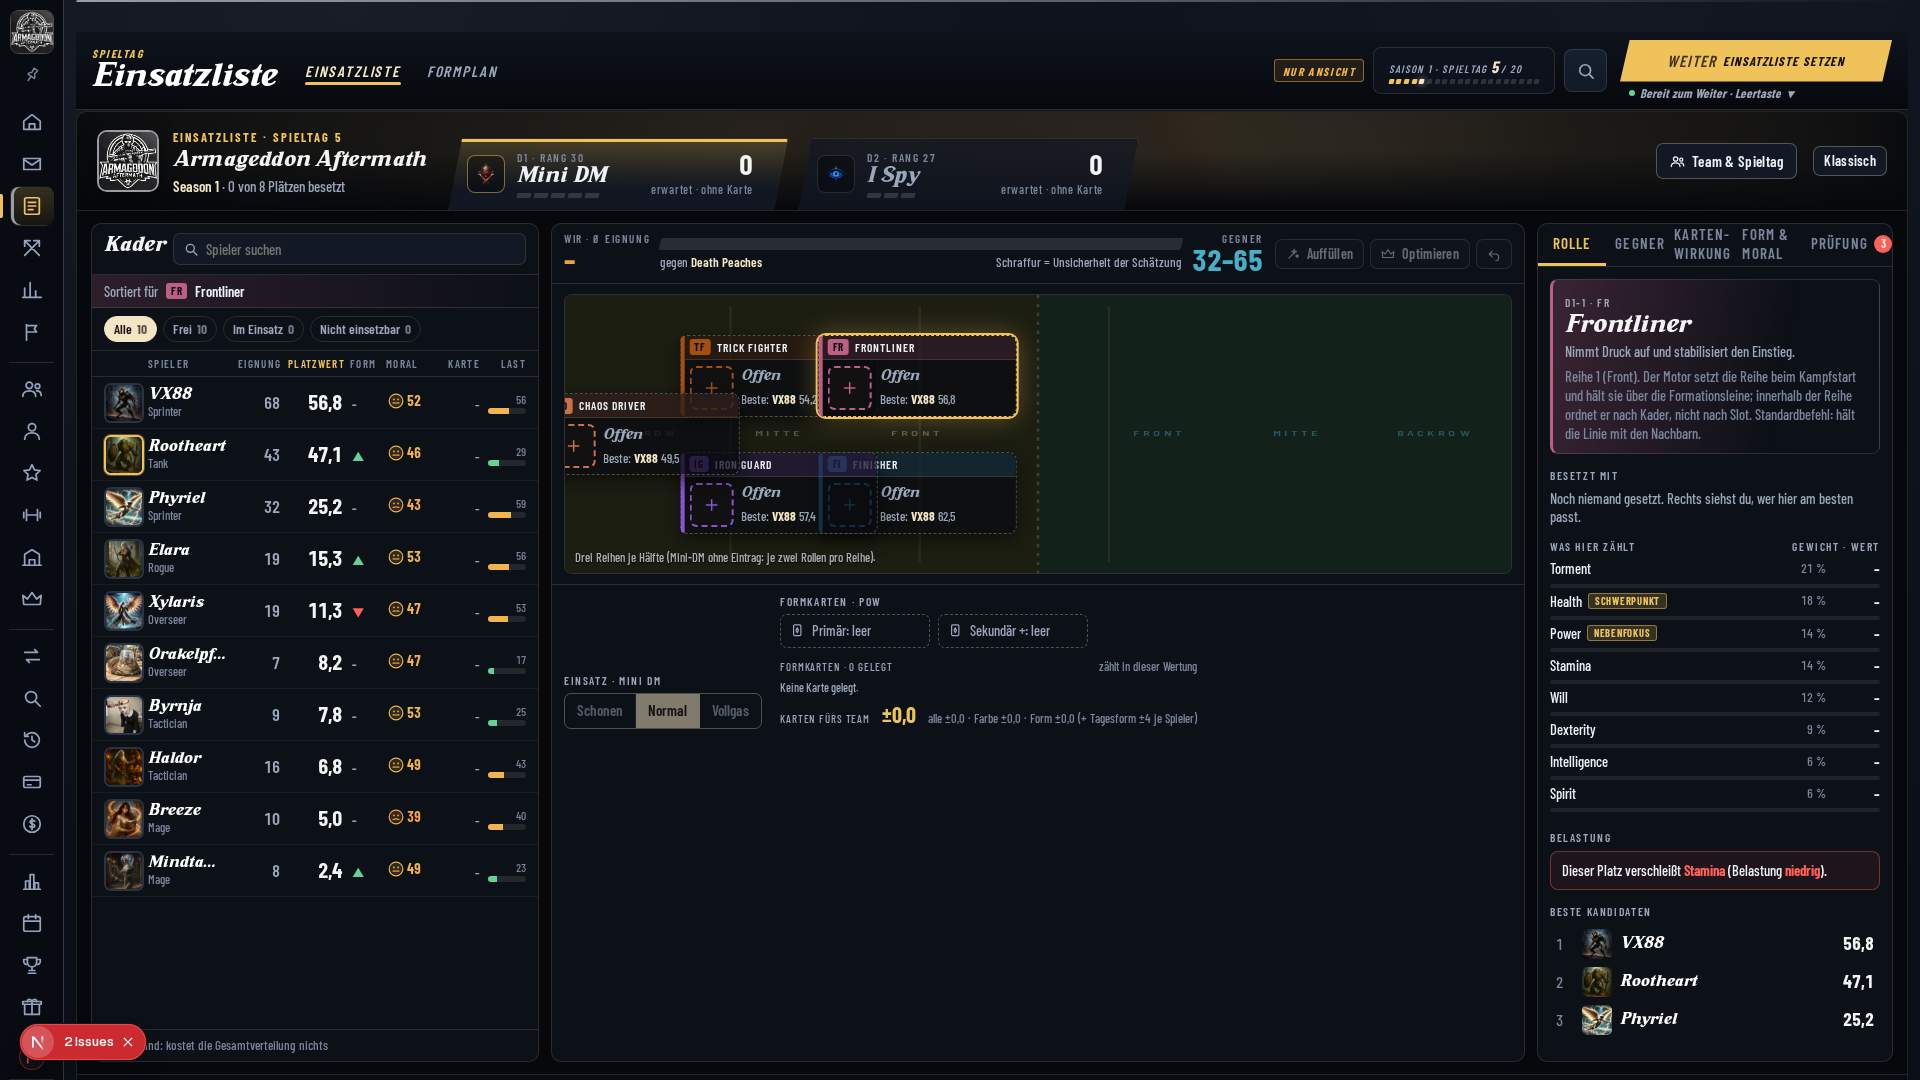 SPIELTAG
Einsatzliste
EINSATZLISTE
FORMPLAN
NUR ANSICHT
SAISON 1 · SPIELTAG 5 / 20
WEITER EINSATZLISTE SETZEN
Bereit zum Weiter · Leertaste ▼
ARMAGEDDON
EINSATZLISTE · SPIELTAG 5
Armageddon Aftermath
Season 1 · 0 von 8 Plätzen besetzt
D1 · RANG 30
Mini DM
0
erwartet · ohne Karte
D2 · RANG 27
I Spy
0
erwartet · ohne Karte
Team & Spieltag
Klassisch
Kader
Spieler suchen
Sortiert für FR Frontliner
Alle 10
Frei 10
Im Einsatz 0
Nicht einsetzbar 0
SPIELER EIGNUNG PLATZWERT FORM MORAL KARTE LAST
VX88 68 56,8 - 52 - 56
Sprinter
Rootheart 43 47,1 ▲ 46 - 29
Tank
Phyriel 32 25,2 - 43 - 59
Sprinter
Elara 19 15,3 ▲ 53 - 56
Rogue
Xylaris 19 11,3 ▼ 47 - 53
Overseer
Orakelpf... 7 8,2 - 47 - 17
Overseer
Byrnja 9 7,8 - 53 - 25
Tactician
Haldor 16 6,8 - 49 - 43
Tactician
Breeze 10 5,0 - 39 - 40
Mage
Mindta... 8 2,4 ▲ 49 - 23
Mage
nd: kostet die Gesamtverteilung nichts
2 Issues
WIR · Ø EIGNUNG
–
gegen Death Peaches
Schraffur = Unsicherheit der Schätzung
GEGNER
32–65
Auffüllen
Optimieren
TF TRICK FIGHTER
Offen
Beste: VX88 54,2
FR FRONTLINER
Offen
Beste: VX88 56,8
CHAOS DRIVER
Offen
Beste: VX88 49,5
MITTE
FRONT
FRONT
MITTE
BACKROW
IG IRONGUARD
Offen
Beste: VX88 57,4
FI FINISHER
Offen
Beste: VX88 62,5
Drei Reihen je Hälfte (Mini-DM ohne Eintrag: je zwei Rollen pro Reihe).
FORMKARTEN · POW
Primär: leer
Sekundär +: leer
FORMKARTEN · 0 GELEGT
zählt in dieser Wertung
Keine Karte gelegt.
EINSATZ · MINI DM
Schonen
Normal
Vollgas
KARTEN FÜRS TEAM ±0,0 alle ±0,0 · Farbe ±0,0 · Form ±0,0 (+ Tagesform ±4 je Spieler)
ROLLE
GEGNER
KARTEN-
WIRKUNG
FORM &
MORAL
PRÜFUNG 3
D1-1 · FR
Frontliner
Nimmt Druck auf und stabilisiert den Einstieg.
Reihe 1 (Front). Der Motor setzt die Reihe beim Kampfstart
und hält sie über die Formationsleine; innerhalb der Reihe
ordnet er nach Kader, nicht nach Slot. Standardbefehl: hält
die Linie mit den Nachbarn.
BESETZT MIT
Noch niemand gesetzt. Rechts siehst du, wer hier am besten
passt.
WAS HIER ZÄHLT GEWICHT · WERT
Torment 21 % –
Health SCHWERPUNKT 18 % –
Power NEBENFOKUS 14 % –
Stamina 14 % –
Will 12 % –
Dexterity 9 % –
Intelligence 6 % –
Spirit 6 % –
BELASTUNG
Dieser Platz verschleißt Stamina (Belastung niedrig).
BESTE KANDIDATEN
1 VX88 56,8
2 Rootheart 47,1
3 Phyriel 25,2